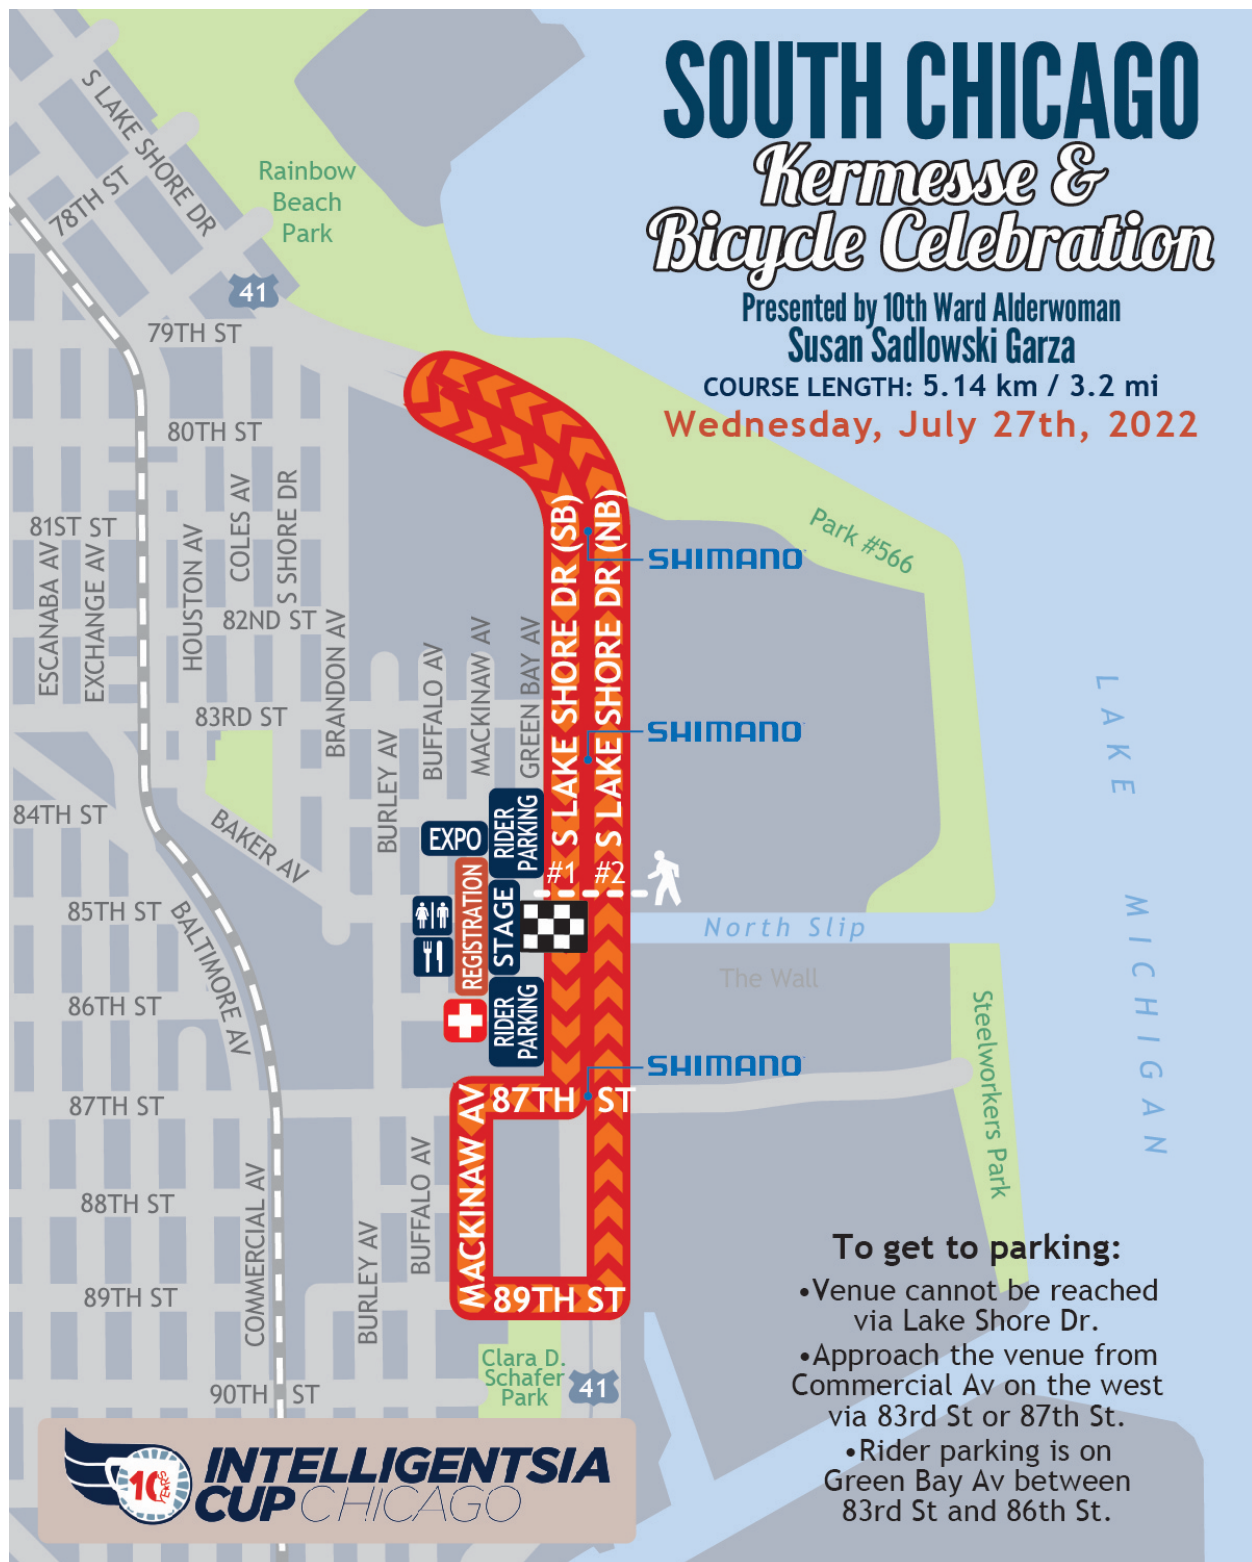 SOUTH CHICAGO
Kermesse &
Bicycle Celebration
Presented by 10th Ward Alderwoman
Susan Sadlowski Garza
COURSE LENGTH: 5.14 km / 3.2 mi
Wednesday, July 27th, 2022
S LAKE SHORE DR
78TH ST
Rainbow
Beach
Park
41
79TH ST
80TH ST
81ST ST
ESCANABA AV
EXCHANGE AV
HOUSTON AV
COLES AV
S SHORE DR
82ND ST
BRANDON AV
83RD ST
BURLEY AV
BUFFALO AV
MACKINAW AV
GREEN BAY AV
S LAKE SHORE DR (SB)
S LAKE SHORE DR (NB)
SHIMANO
Park #566
SHIMANO
LAKE MICHIGAN
84TH ST
BAKER AV
EXPO
RIDER
PARKING
#1
#2
85TH ST
BALTIMORE AV
REGISTRATION
STAGE
North Slip
The Wall
86TH ST
RIDER
PARKING
Steelworkers Park
SHIMANO
87TH ST
87TH ST
MACKINAW AV
88TH ST
COMMERCIAL AV
BURLEY AV
BUFFALO AV
89TH ST
89TH ST
Clara D.
Schafer
Park
41
90TH ST
To get to parking:
•Venue cannot be reached
via Lake Shore Dr.
•Approach the venue from
Commercial Av on the west
via 83rd St or 87th St.
•Rider parking is on
Green Bay Av between
83rd St and 86th St.
10
YEARS
INTELLIGENTSIA
CUP CHICAGO